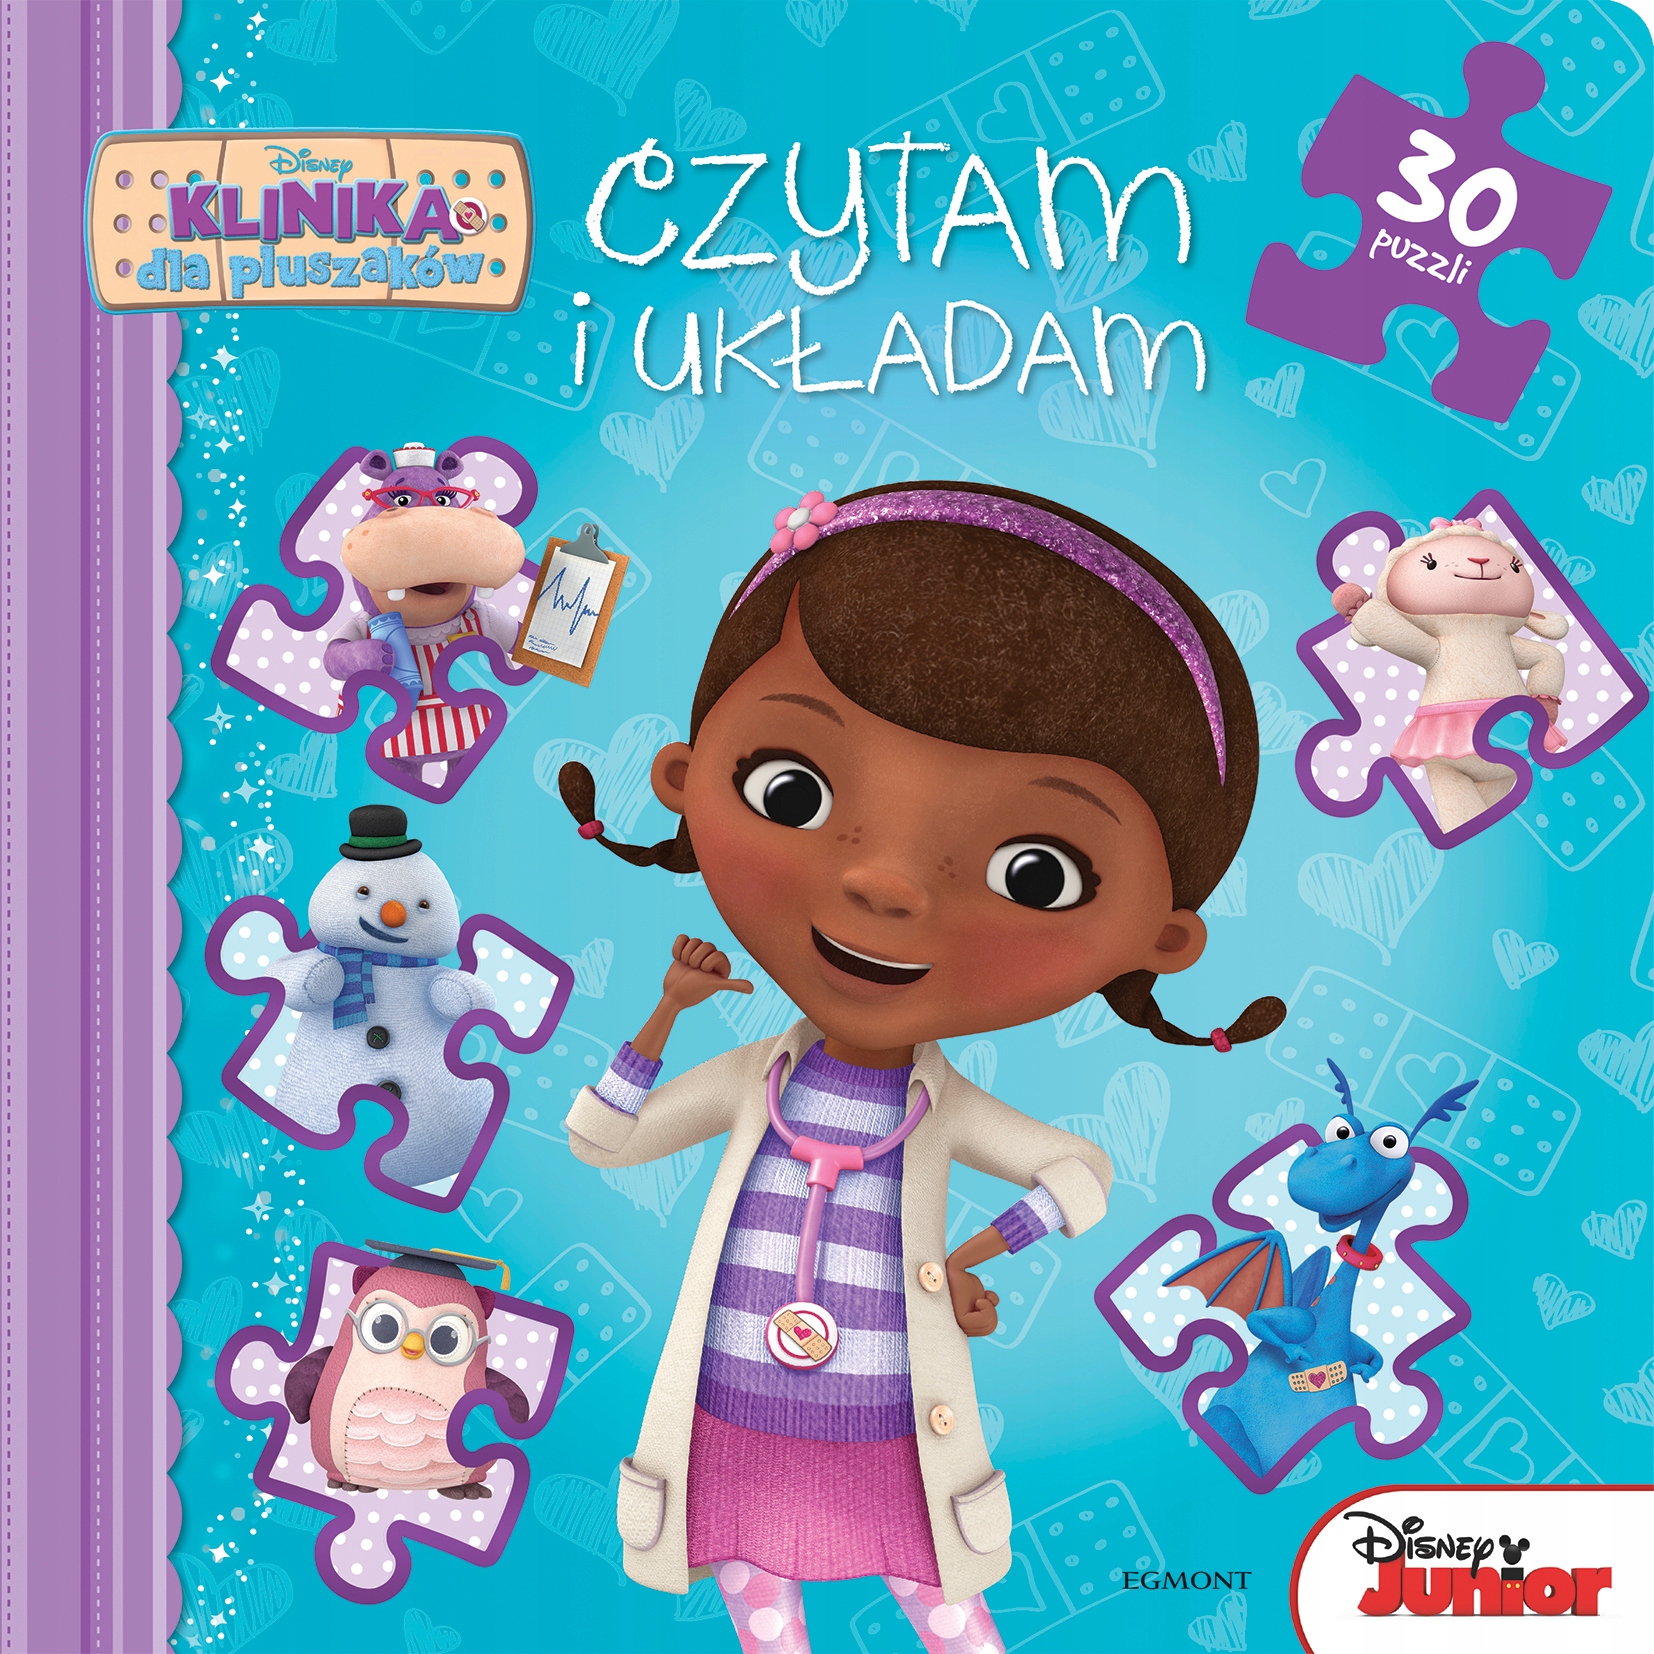 Disney
KLINIKA
dla pluszaków
Czytam
i układam
30
puzzli
EGMONT
Disney
Junior